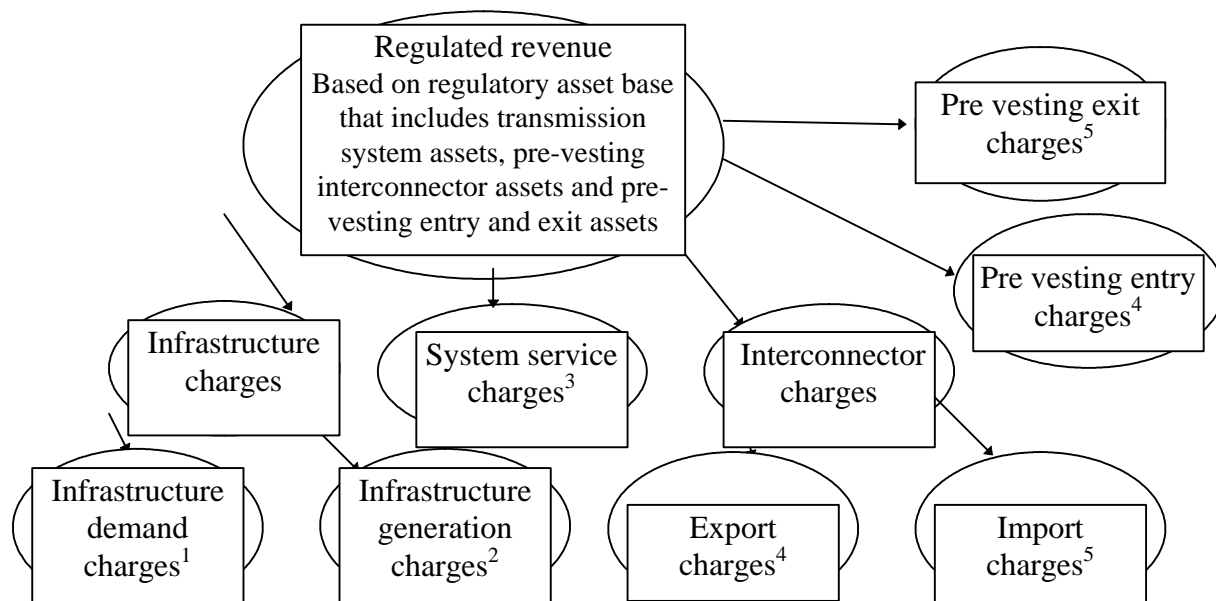 Regulated revenue
Based on regulatory asset base
that includes transmission
system assets, pre-vesting
interconnector assets and pre-
vesting entry and exit assets
Pre vesting exit
charges⁵
Pre vesting entry
charges⁴
Infrastructure
charges
System service
charges³
Interconnector
charges
Infrastructure
demand
charges¹
Infrastructure
generation
charges²
Export
charges⁴
Import
charges⁵